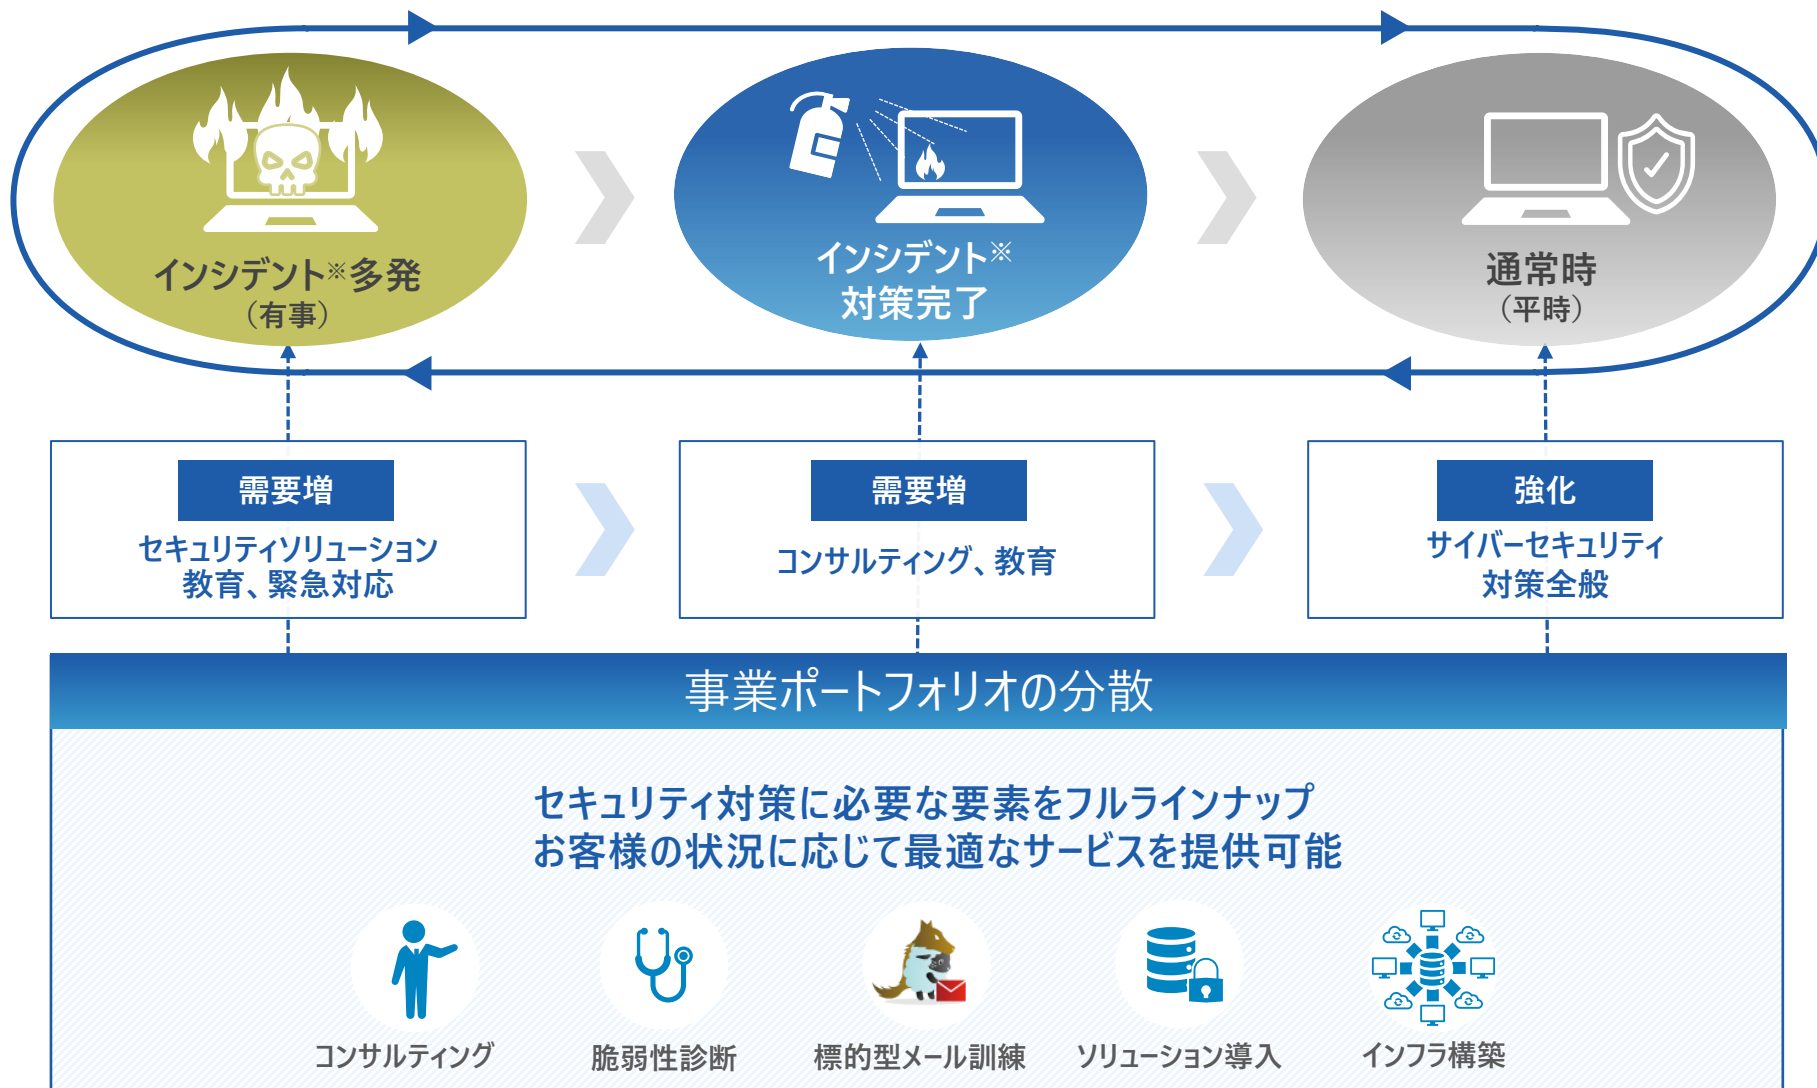 インシデント※多発
（有事）
インシデント※
対策完了
通常時
（平時）
需要増
セキュリティソリューション
教育、緊急対応
需要増
コンサルティング、教育
強化
サイバーセキュリティ
対策全般
事業ポートフォリオの分散
セキュリティ対策に必要な要素をフルラインナップ
お客様の状況に応じて最適なサービスを提供可能
コンサルティング
脆弱性診断
標的型メール訓練
ソリューション導入
インフラ構築